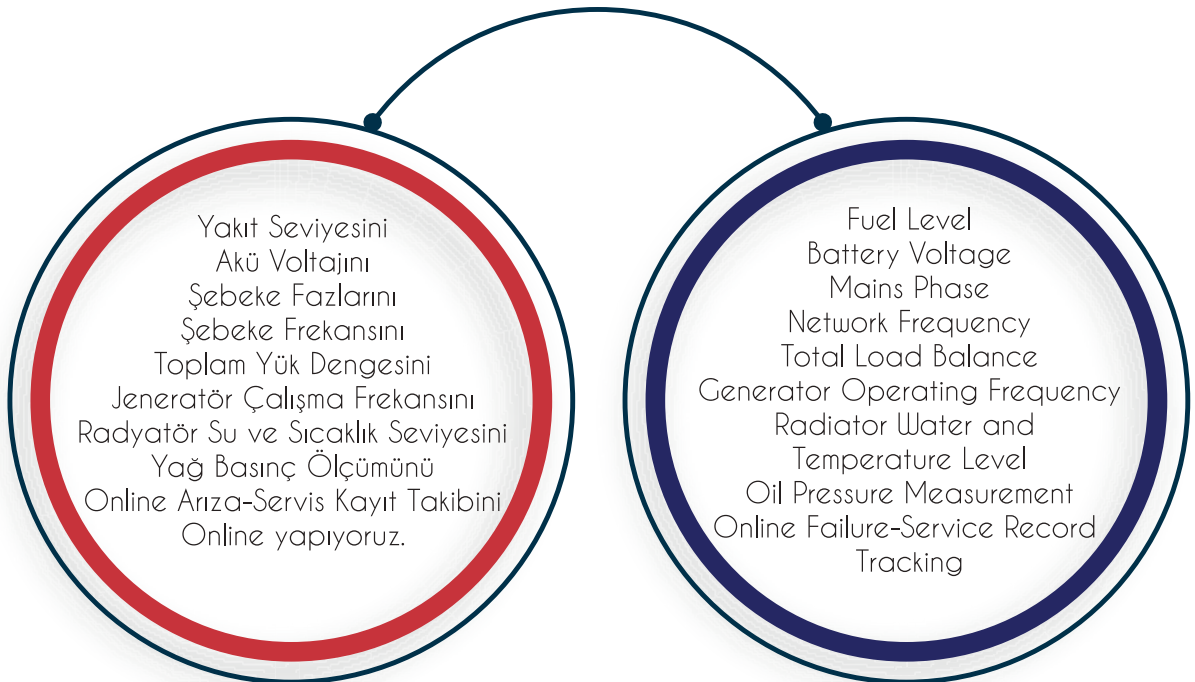 Yakıt Seviyesini
Akü Voltajını
Şebeke Fazlarını
Şebeke Frekansını
Toplam Yük Dengesini
Jeneratör Çalışma Frekansını
Radyatör Su ve Sıcaklık Seviyesini
Yağ Basınç Ölçümünü
Online Arıza-Servis Kayıt Takibini
Online yapıyoruz.
Fuel Level
Battery Voltage
Mains Phase
Network Frequency
Total Load Balance
Generator Operating Frequency
Radiator Water and
Temperature Level
Oil Pressure Measurement
Online Failure-Service Record
Tracking